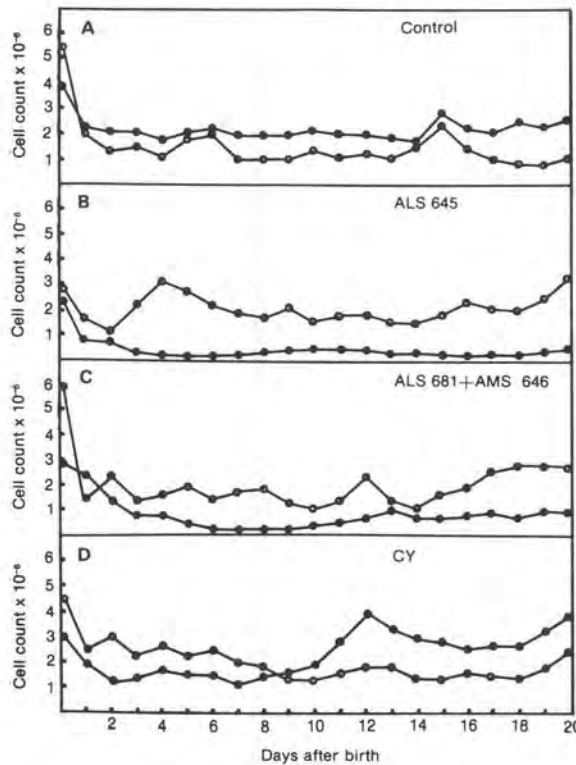 A
Control
Cell count x 10⁻⁶
6
5
4
3
2
1
B
ALS 645
Cell count x 10⁻⁶
6
5
4
3
2
1
C
ALS 681+AMS 646
Cell count x 10⁻⁶
6
5
4
3
2
1
D
CY
Cell count x 10⁻⁶
6
5
4
3
2
1
2 4 6 8 10 12 14 16 18 20
Days after birth